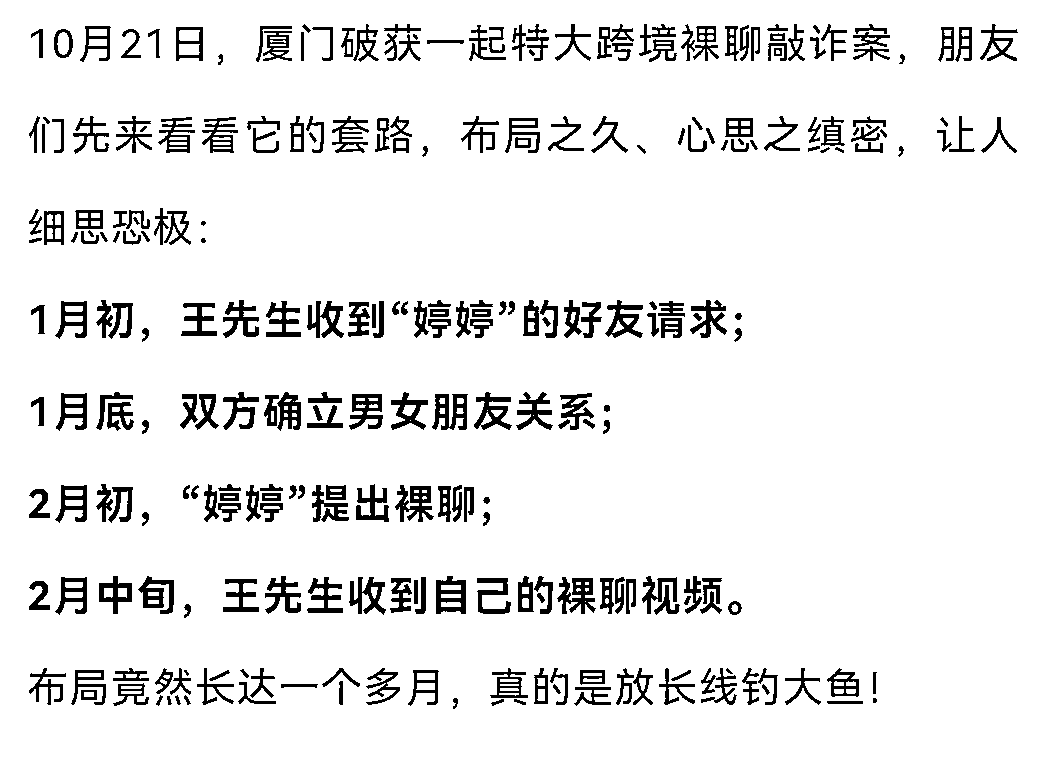 10月21日，厦门破获一起特大跨境裸聊敲诈案，朋友
们先来看看它的套路，布局之久、心思之缜密，让人
细思恐极：
1月初，王先生收到“婷婷”的好友请求；
1月底，双方确立男女朋友关系；
2月初，“婷婷”提出裸聊；
2月中旬，王先生收到自己的裸聊视频。
布局竟然长达一个多月，真的是放长线钓大鱼！